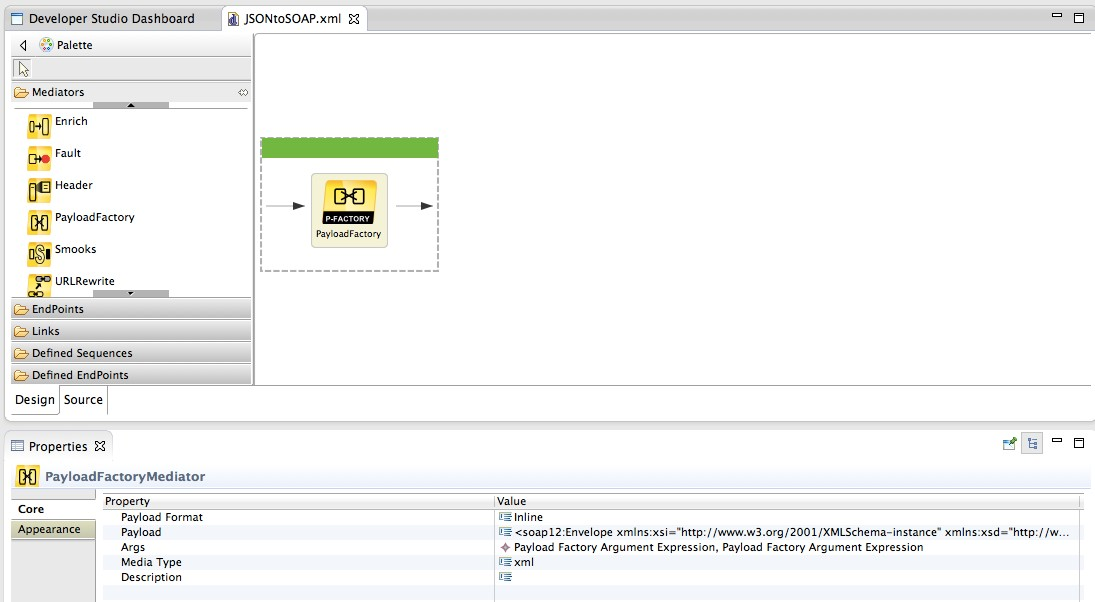 Developer Studio Dashboard
JSONtoSOAP.xml
Palette
Mediators
Enrich
Fault
Header
PayloadFactory
Smooks
URLRewrite
EndPoints
Links
Defined Sequences
Defined EndPoints
P-FACTORY
PayloadFactory
Design Source
Properties
PayloadFactoryMediator
Core
Appearance
Property Value
Payload Format Inline
Payload <soap12:Envelope xmlns:xsi="http://www.w3.org/2001/XMLSchema-instance" xmlns:xsd="http://w...
Args Payload Factory Argument Expression, Payload Factory Argument Expression
Media Type xml
Description